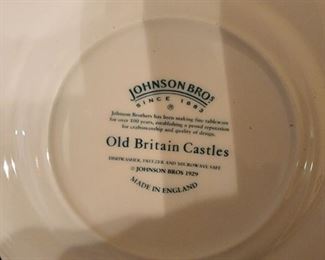 JOHNSON BROS
SINCE 1883
®
Johnson Brothers has been making fine tableware
for over 100 years, establishing a proud reputation
for craftsmanship and quality of design.
Old Britain Castles
DISHWASHER, FREEZER AND MICROWAVE SAFE
© JOHNSON BROS 1929
MADE IN ENGLAND